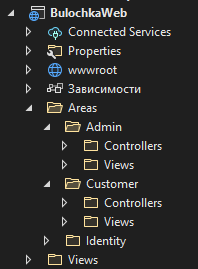 BulochkaWeb
Connected Services
Properties
wwwroot
Зависимости
Areas
Admin
Controllers
Views
Customer
Controllers
Views
Identity
Views